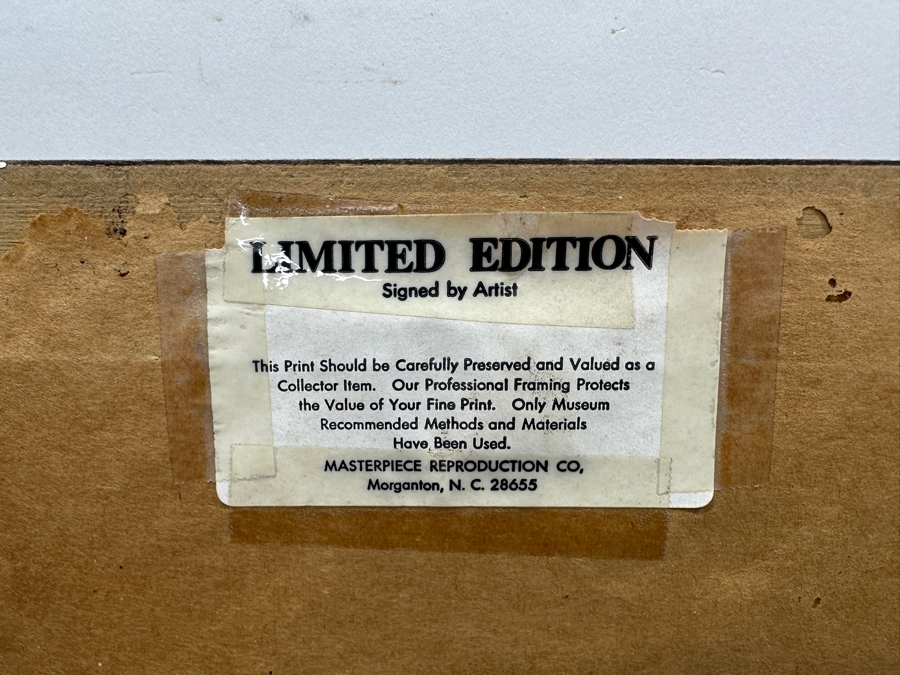 LIMITED EDITION
Signed by Artist
This Print Should be Carefully Preserved and Valued as a
Collector Item. Our Professional Framing Protects
the Value of Your Fine Print. Only Museum
Recommended Methods and Materials
Have Been Used.
MASTERPIECE REPRODUCTION CO,
Morganton, N. C. 28655